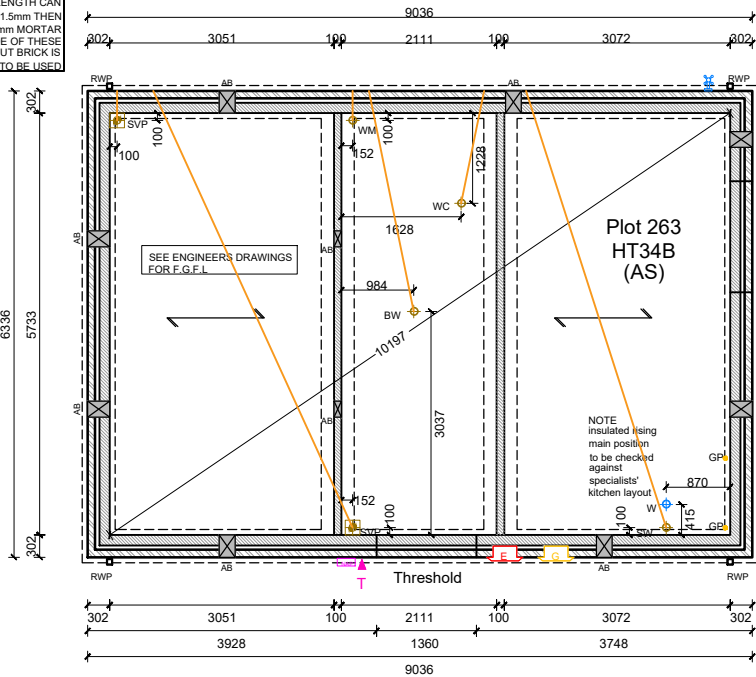 LENGTH CAN
1.5mm THEN
mm MORTAR
E OF THESE
UT BRICK IS
TO BE USED
9036
302
3051
100
2111
100
3072
302
RWP
AB
AB
RWP
302
SVP
100
100
WM
100
152
1228
WC
1628
AB
AB
SEE ENGINEERS DRAWINGS
FOR F.G.F.L
Plot 263
HT34B
(AS)
984
BW
6336
5733
10197
AB
AB
3037
NOTE
insulated rising
main position
to be checked
against
specialists'
kitchen layout
GP
870
W
415
152
100
SVP
100
SW
GP
302
RWP
AB
T
Threshold
E
G
AB
RWP
302
3051
100
2111
100
3072
302
3928
1360
3748
9036